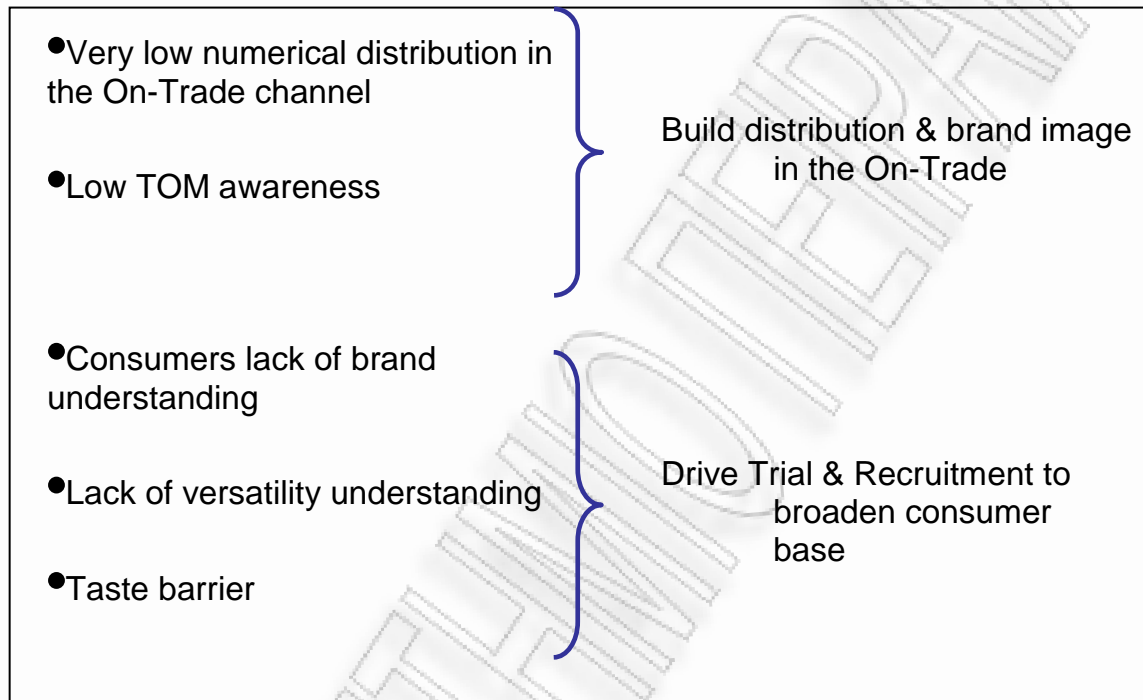 •Very low numerical distribution in
the On-Trade channel
•Low TOM awareness
Build distribution & brand image
in the On-Trade
•Consumers lack of brand
understanding
•Lack of versatility understanding
•Taste barrier
Drive Trial & Recruitment to
broaden consumer
base